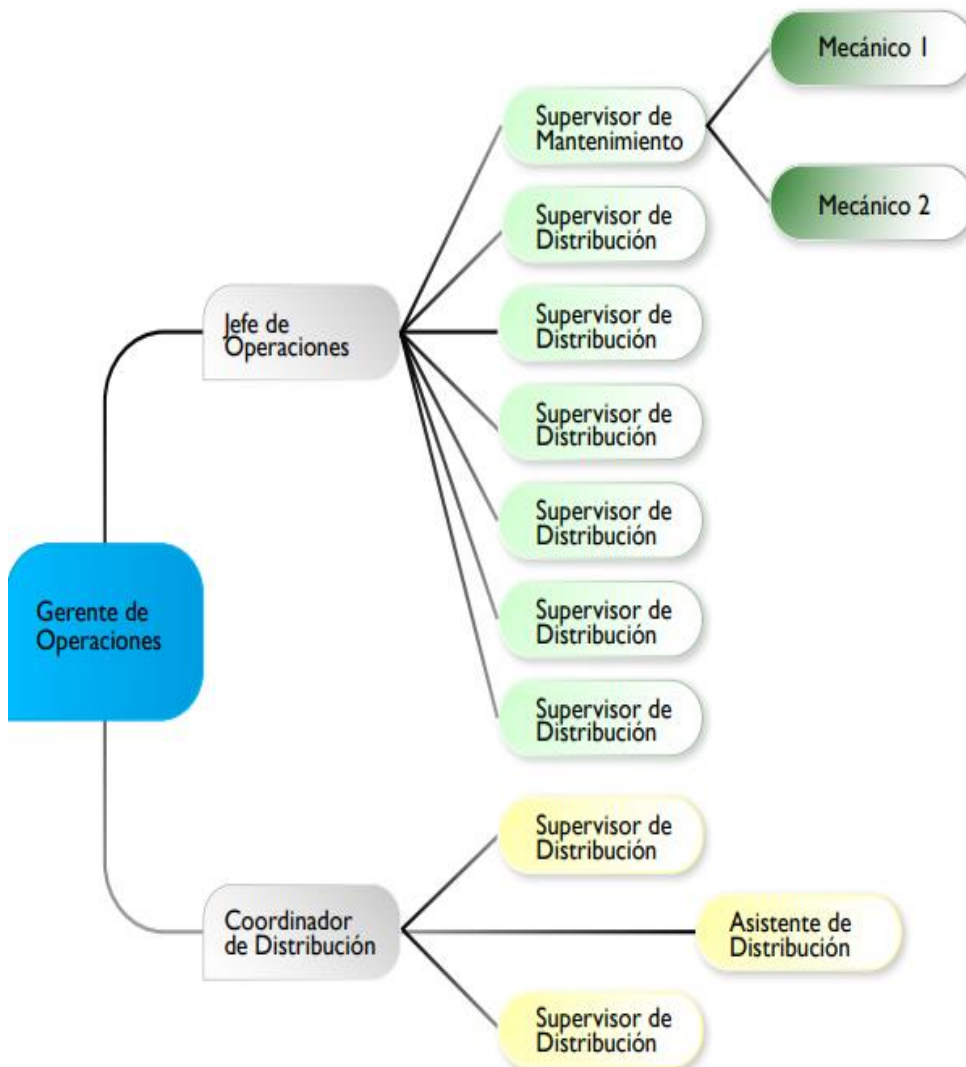 Mecánico 1
Supervisor de
Mantenimiento
Mecánico 2
Supervisor de
Distribución
Jefe de
Operaciones
Supervisor de
Distribución
Supervisor de
Distribución
Supervisor de
Distribución
Supervisor de
Distribución
Supervisor de
Distribución
Gerente de
Operaciones
Supervisor de
Distribución
Coordinador
de Distribución
Asistente de
Distribución
Supervisor de
Distribución